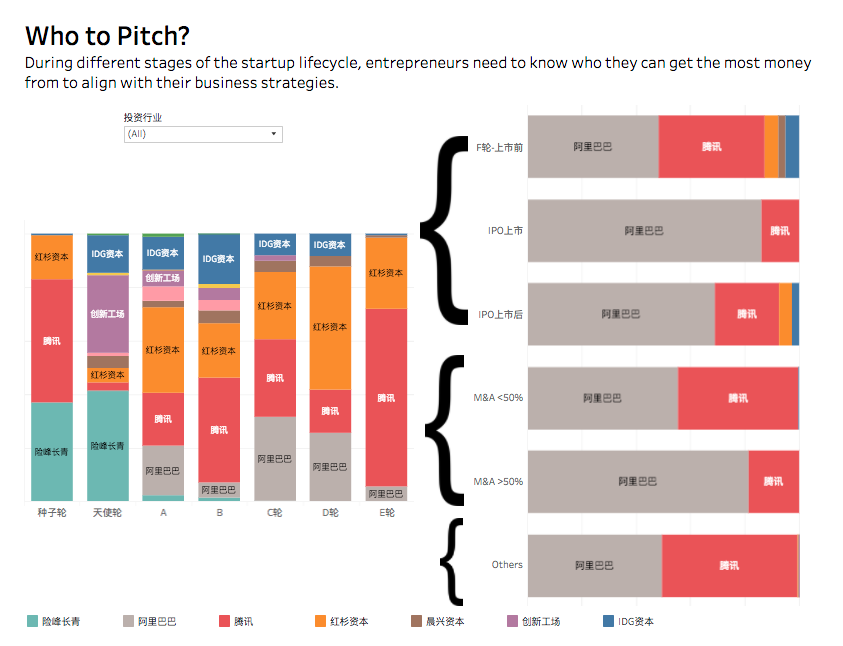 Who to Pitch?
During different stages of the startup lifecycle, entrepreneurs need to know who they can get the most money
from to align with their business strategies.
投资行业
(All)
红杉资本
腾讯
险峰长青
种子轮
IDG资本
创新工场
红杉资本
险峰长青
天使轮
IDG资本
创新工场
红杉资本
腾讯
阿里巴巴
A
IDG资本
红杉资本
腾讯
阿里巴巴
B
IDG资本
红杉资本
腾讯
阿里巴巴
C轮
IDG资本
红杉资本
腾讯
阿里巴巴
D轮
红杉资本
腾讯
阿里巴巴
E轮
{
F轮-上市前
阿里巴巴
腾讯
IPO上市
阿里巴巴
腾讯
IPO上市后
阿里巴巴
腾讯
{
M&A <50%
阿里巴巴
腾讯
M&A >50%
阿里巴巴
腾讯
{
Others
阿里巴巴
腾讯
险峰长青
阿里巴巴
腾讯
红杉资本
晨兴资本
创新工场
IDG资本